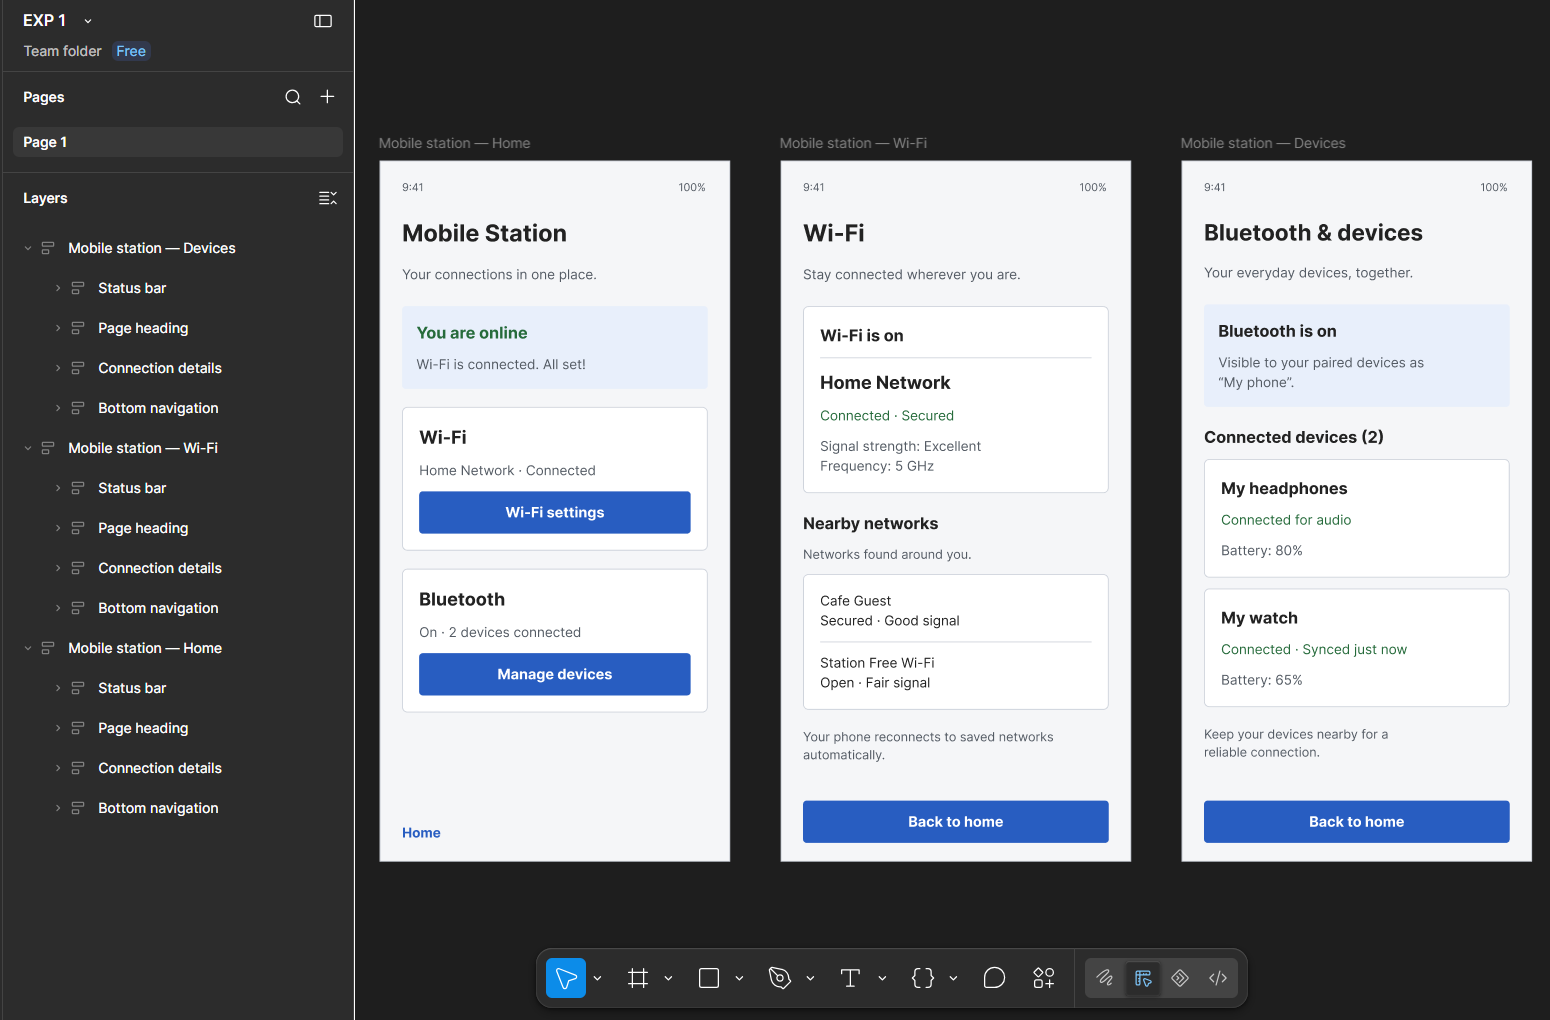 EXP 1
Team folder Free
Pages
Page 1
Layers
Mobile station — Devices
Status bar
Page heading
Connection details
Bottom navigation
Mobile station — Wi-Fi
Status bar
Page heading
Connection details
Bottom navigation
Mobile station — Home
Status bar
Page heading
Connection details
Bottom navigation
Mobile station — Home
9:41 100%
Mobile Station
Your connections in one place.
You are online
Wi-Fi is connected. All set!
Wi-Fi
Home Network · Connected
Wi-Fi settings
Bluetooth
On · 2 devices connected
Manage devices
Home
Mobile station — Wi-Fi
9:41 100%
Wi-Fi
Stay connected wherever you are.
Wi-Fi is on
Home Network
Connected · Secured
Signal strength: Excellent
Frequency: 5 GHz
Nearby networks
Networks found around you.
Cafe Guest
Secured · Good signal
Station Free Wi-Fi
Open · Fair signal
Your phone reconnects to saved networks
automatically.
Back to home
Mobile station — Devices
9:41 100%
Bluetooth & devices
Your everyday devices, together.
Bluetooth is on
Visible to your paired devices as
“My phone”.
Connected devices (2)
My headphones
Connected for audio
Battery: 80%
My watch
Connected · Synced just now
Battery: 65%
Keep your devices nearby for a
reliable connection.
Back to home